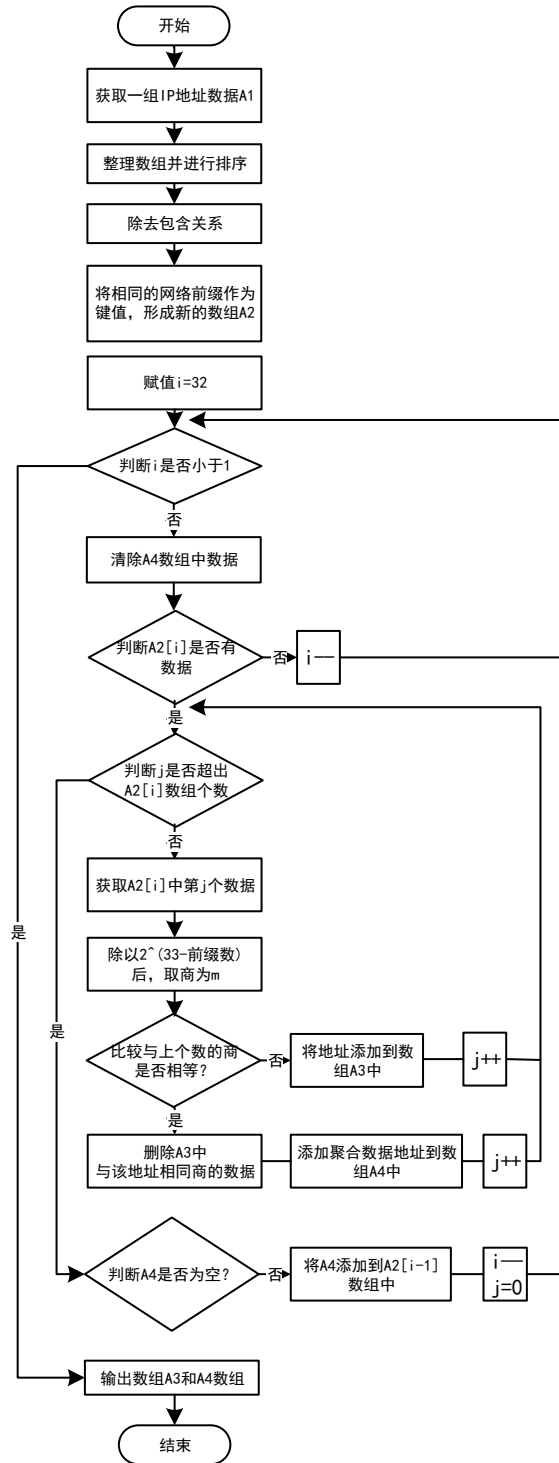 开始
获取一组IP地址数据A1
整理数组并进行排序
除去包含关系
将相同的网络前缀作为
键值，形成新的数组A2
赋值i=32
判断i是否小于1
否
清除A4数组中数据
判断A2[i]是否有
数据
否
i--
是
判断j是否超出
A2[i]数组个数
否
获取A2[i]中第j个数据
是
除以2^(33-前缀数)
后，取商为m
是
比较与上个数的商
是否相等？
否
将地址添加到数
组A3中
j++
是
删除A3中
与该地址相同商的数据
添加聚合数据地址到数
组A4中
j++
判断A4是否为空？
否
将A4添加到A2[i-1]
数组中
i--
j=0
输出数组A3和A4数组
结束